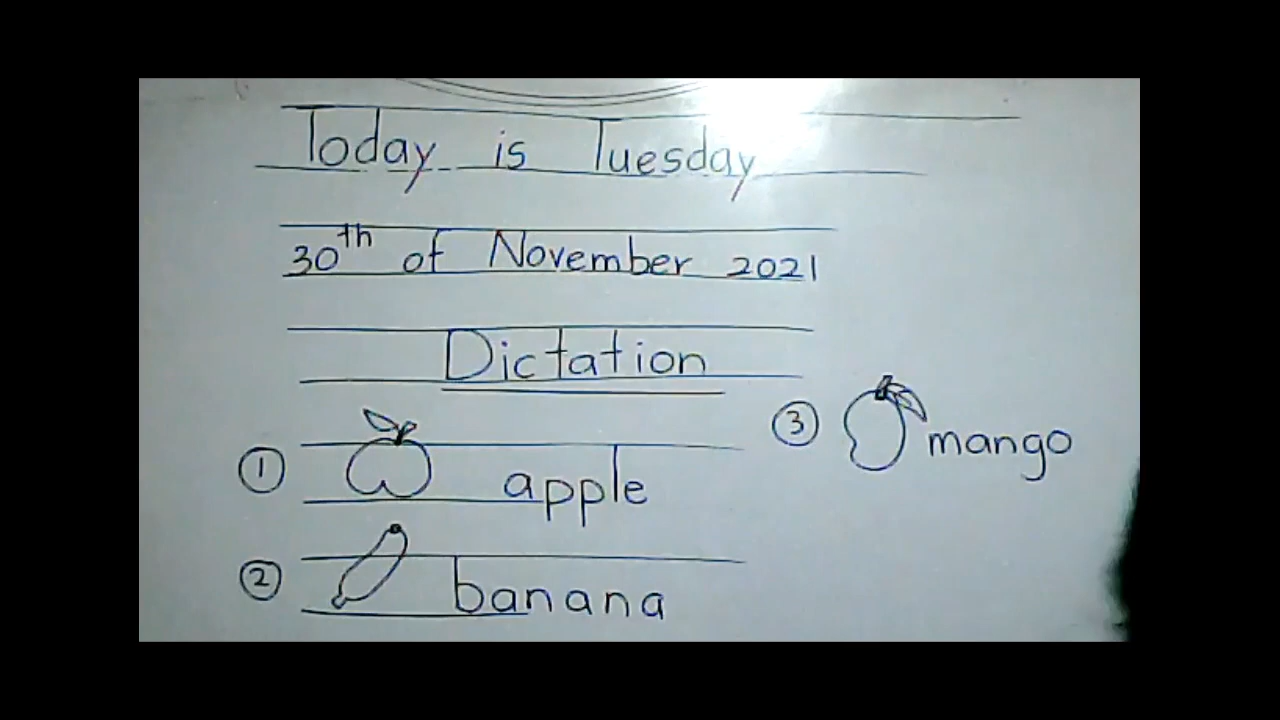 Today is Tuesday
30th of November 2021
Dictation
1 apple
2 banana
3 mango